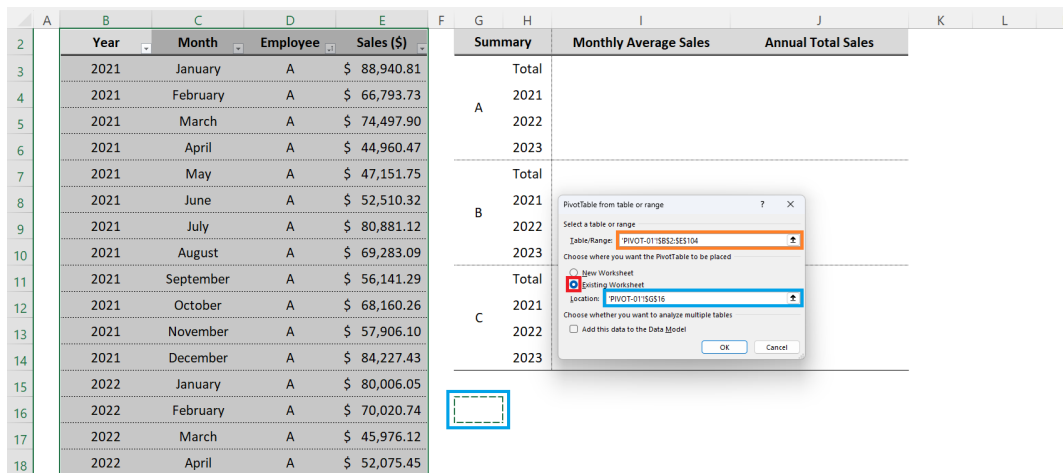 A B C D E F G H I J K L
2 Year Month Employee Sales ($) Summary Monthly Average Sales Annual Total Sales
3 2021 January A $ 88,940.81 Total
4 2021 February A $ 66,793.73 2021
A
5 2021 March A $ 74,497.90 2022
6 2021 April A $ 44,960.47 2023
7 2021 May A $ 47,151.75 Total
8 2021 June A $ 52,510.32 2021
B
9 2021 July A $ 80,881.12 2022
10 2021 August A $ 69,283.09 2023
11 2021 September A $ 56,141.29 Total
12 2021 October A $ 68,160.26 2021
C
13 2021 November A $ 57,906.10 2022
14 2021 December A $ 84,227.43 2023
15 2022 January A $ 80,006.05
16 2022 February A $ 70,020.74
17 2022 March A $ 45,976.12
18 2022 April A $ 52,075.45
PivotTable from table or range ? X
Select a table or range
Table/Range: 'PIVOT-01'!$B$2:$E$104
Choose where you want the PivotTable to be placed
New Worksheet
Existing Worksheet
Location: 'PIVOT-01'!$G$16
Choose whether you want to analyze multiple tables
Add this data to the Data Model
OK Cancel